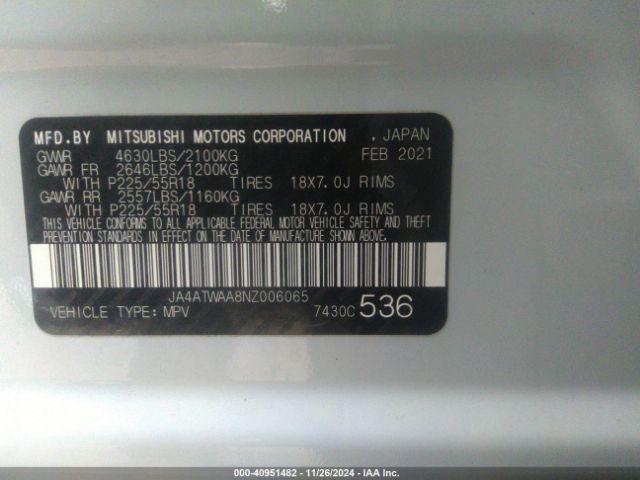 MFD.BY MITSUBISHI MOTORS CORPORATION . JAPAN
GVWR 4630LBS/2100KG FEB 2021
GAWR FR 2646LBS/1200KG
WITH P225/55R18 TIRES 18X7.0J RIMS
GAWR RR 2557LBS/1160KG
WITH P225/55R18 TIRES 18X7.0J RIMS
THIS VEHICLE CONFORMS TO ALL APPLICABLE FEDERAL MOTOR VEHICLE SAFETY AND THEFT
PREVENTION STANDARDS IN EFFECT ON THE DATE OF MANUFACTURE SHOWN ABOVE.
JA4ATWAA8NZ006065
VEHICLE TYPE: MPV 7430C 536
000-40951482 - 11/26/2024 - IAA Inc.